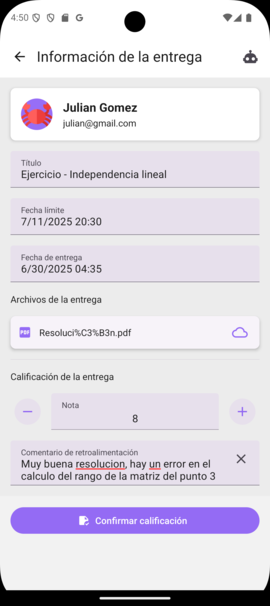 4:50
Información de la entrega
Julian Gomez
julian@gmail.com
Título
Ejercicio - Independencia lineal
Fecha límite
7/11/2025 20:30
Fecha de entrega
6/30/2025 04:35
Archivos de la entrega
PDF Resoluci%C3%B3n.pdf
Calificación de la entrega
Nota
8
Comentario de retroalimentación
Muy buena resolucion, hay un error en el
calculo del rango de la matriz del punto 3
Confirmar calificación